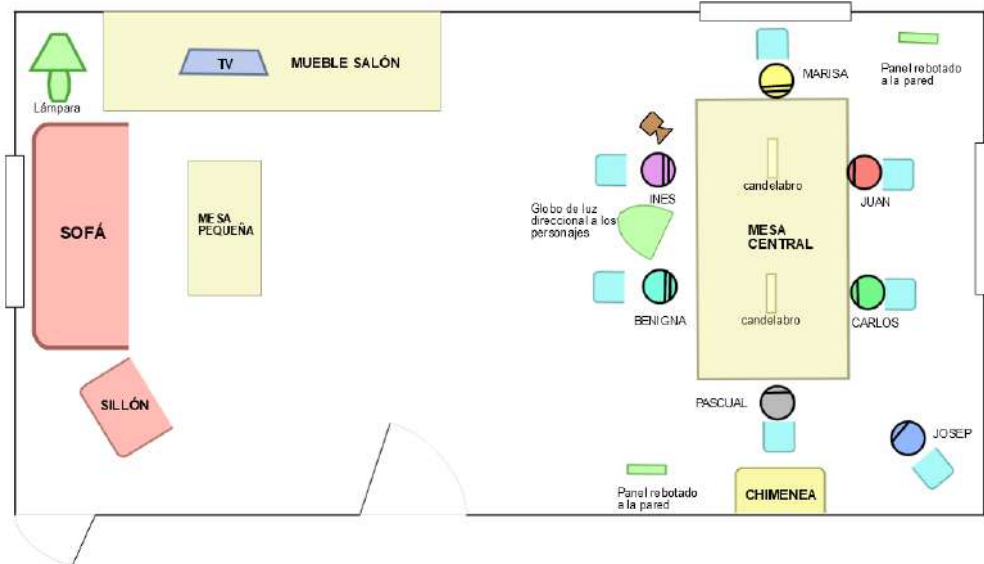 TV
MUEBLE SALÓN
Lámpara
SOFÁ
MESA
PEQUEÑA
SILLÓN
MARISA
Panel rebotado
a la pared
INES
candelabro
JUAN
Globo de luz
direccional a los
personajes
MESA
CENTRAL
BENIGNA
candelabro
CARLOS
PASCUAL
JOSEP
Panel rebotado
a la pared
CHIMENEA